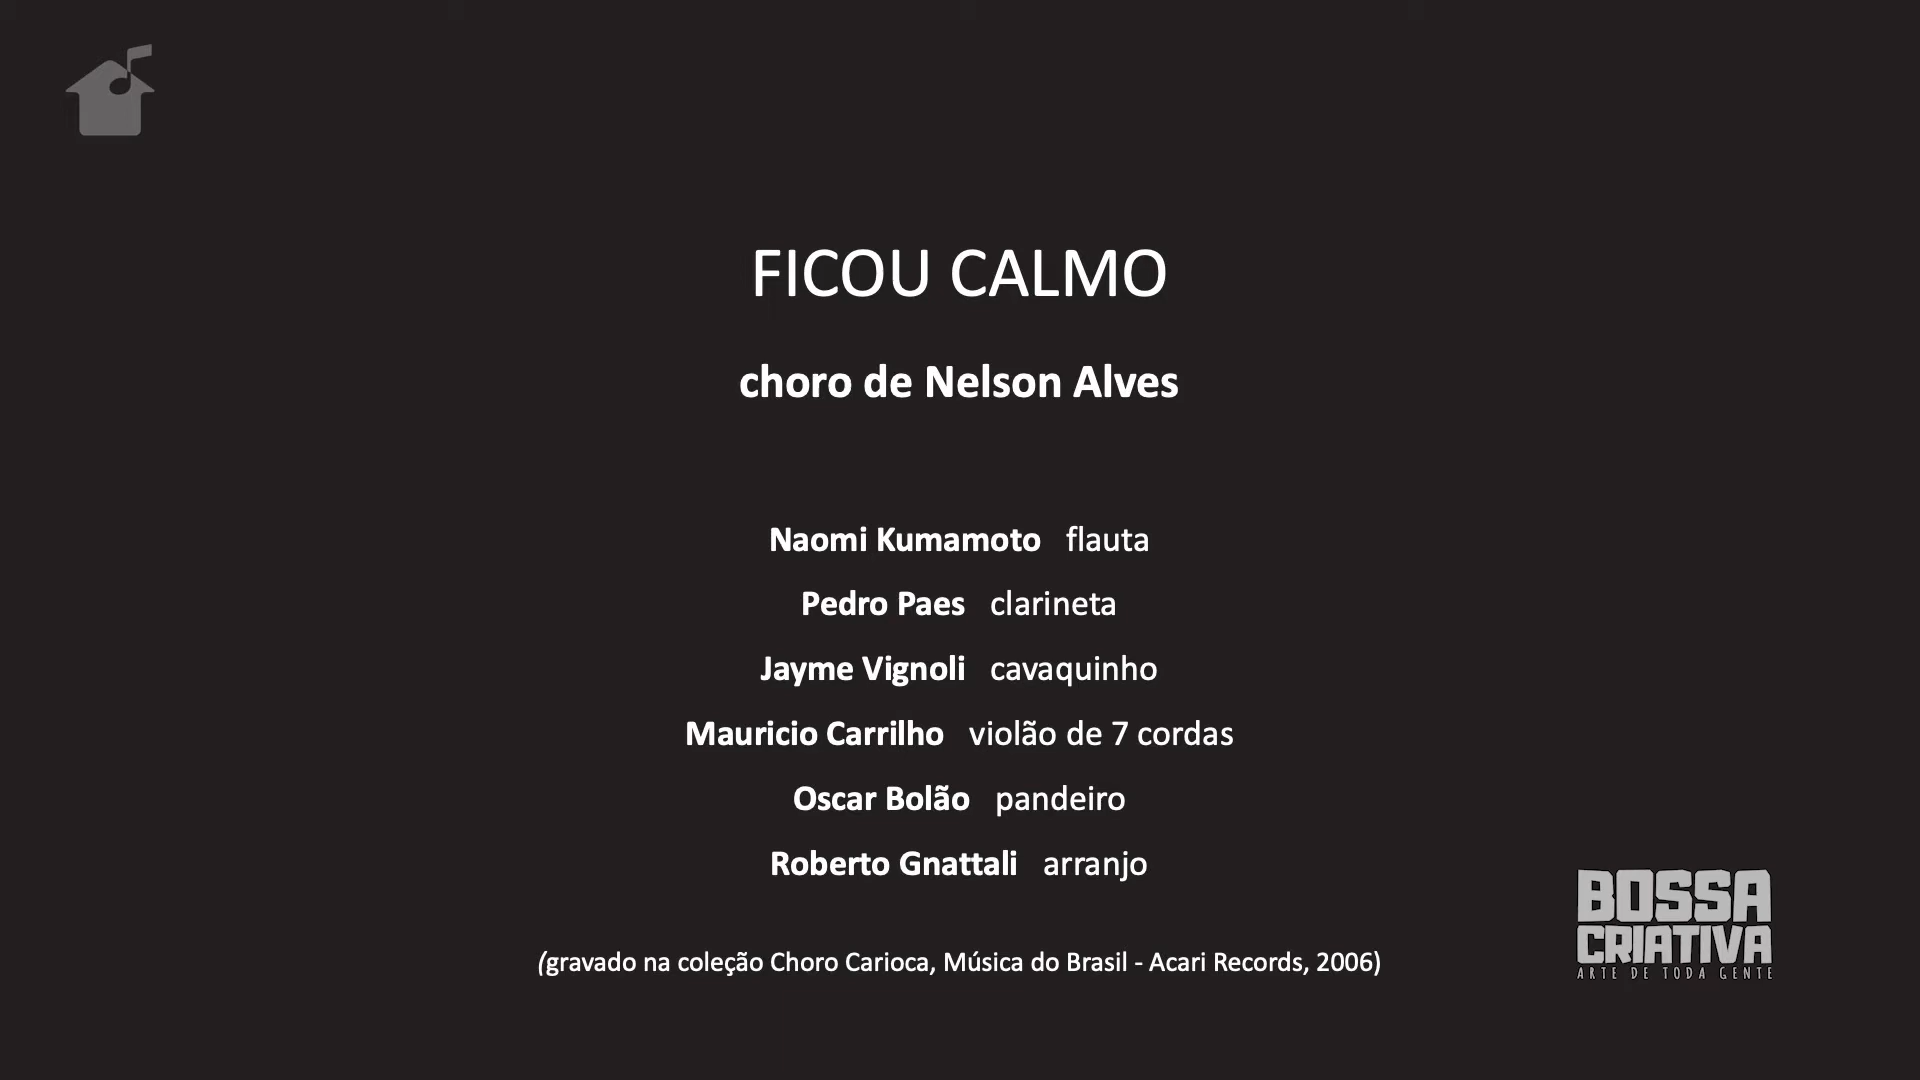 FICOU CALMO
choro de Nelson Alves
Naomi Kumamoto flauta
Pedro Paes clarineta
Jayme Vignoli cavaquinho
Mauricio Carrilho violão de 7 cordas
Oscar Bolão pandeiro
Roberto Gnattali arranjo
(gravado na coleção Choro Carioca, Música do Brasil - Acari Records, 2006)
BOSSA
CRIATIVA
ARTE DE TODA GENTE